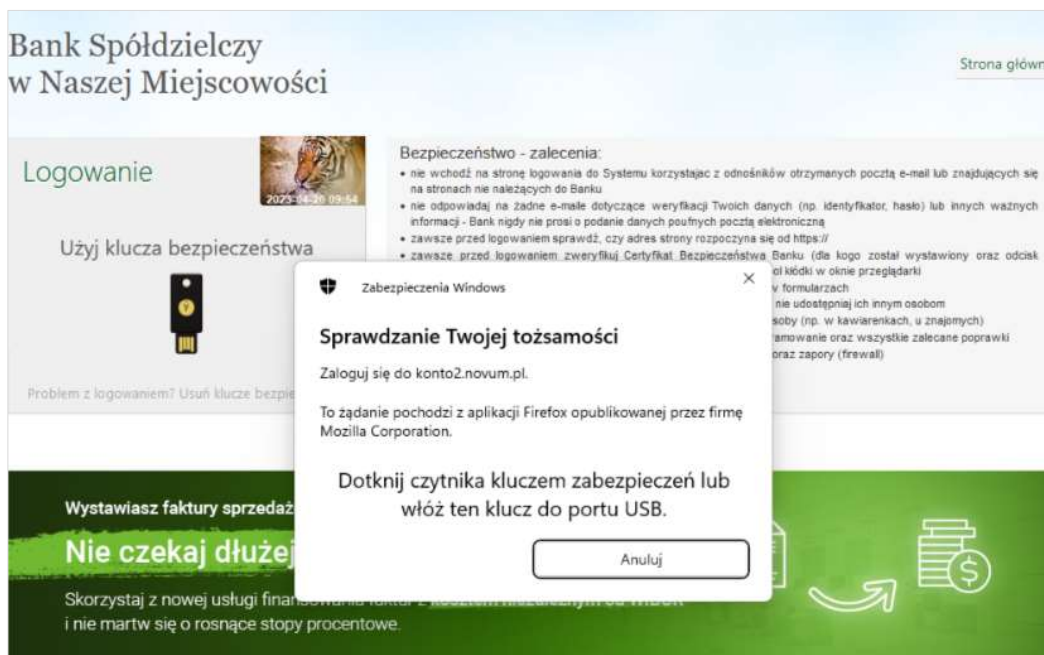 Bank Spółdzielczy
w Naszej Miejscowości
Strona główn
Logowanie
2023-04-26 09:54
Użyj klucza bezpieczeństwa
Problem z logowaniem? Usuń klucze bezpie
Bezpieczeństwo - zalecenia:
• nie wchodź na stronę logowania do Systemu korzystajac z odnośników otrzymanych pocztą e-mail lub znajdujących się
na stronach nie należących do Banku
• nie odpowiadaj na żadne e-maile dotyczące weryfikacji Twoich danych (np. identyfikator, hasło) lub innych ważnych
informacji - Bank nigdy nie prosi o podanie danych poufnych pocztą elektroniczną
• zawsze przed logowaniem sprawdź, czy adres strony rozpoczyna się od https://
• zawsze przed logowaniem zweryfikuj Certyfikat Bezpieczeństwa Banku (dla kogo został wystawiony oraz odcisk
ol kłódki w oknie przeglądarki
formularzach
nie udostępniaj ich innym osobom
soby (np. w kawiarenkach, u znajomych)
amowanie oraz wszystkie zalecane poprawki
oraz zapory (firewall)
Zabezpieczenia Windows
Sprawdzanie Twojej tożsamości
Zaloguj się do konto2.novum.pl.
To żądanie pochodzi z aplikacji Firefox opublikowanej przez firmę
Mozilla Corporation.
Dotknij czytnika kluczem zabezpieczeń lub
włóż ten klucz do portu USB.
Anuluj
Wystawiasz faktury sprzedaż
Nie czekaj dłużej
Skorzystaj z nowej usługi finansowania faktur z kosztem niezależnym od WIBOR
i nie martw się o rosnące stopy procentowe.